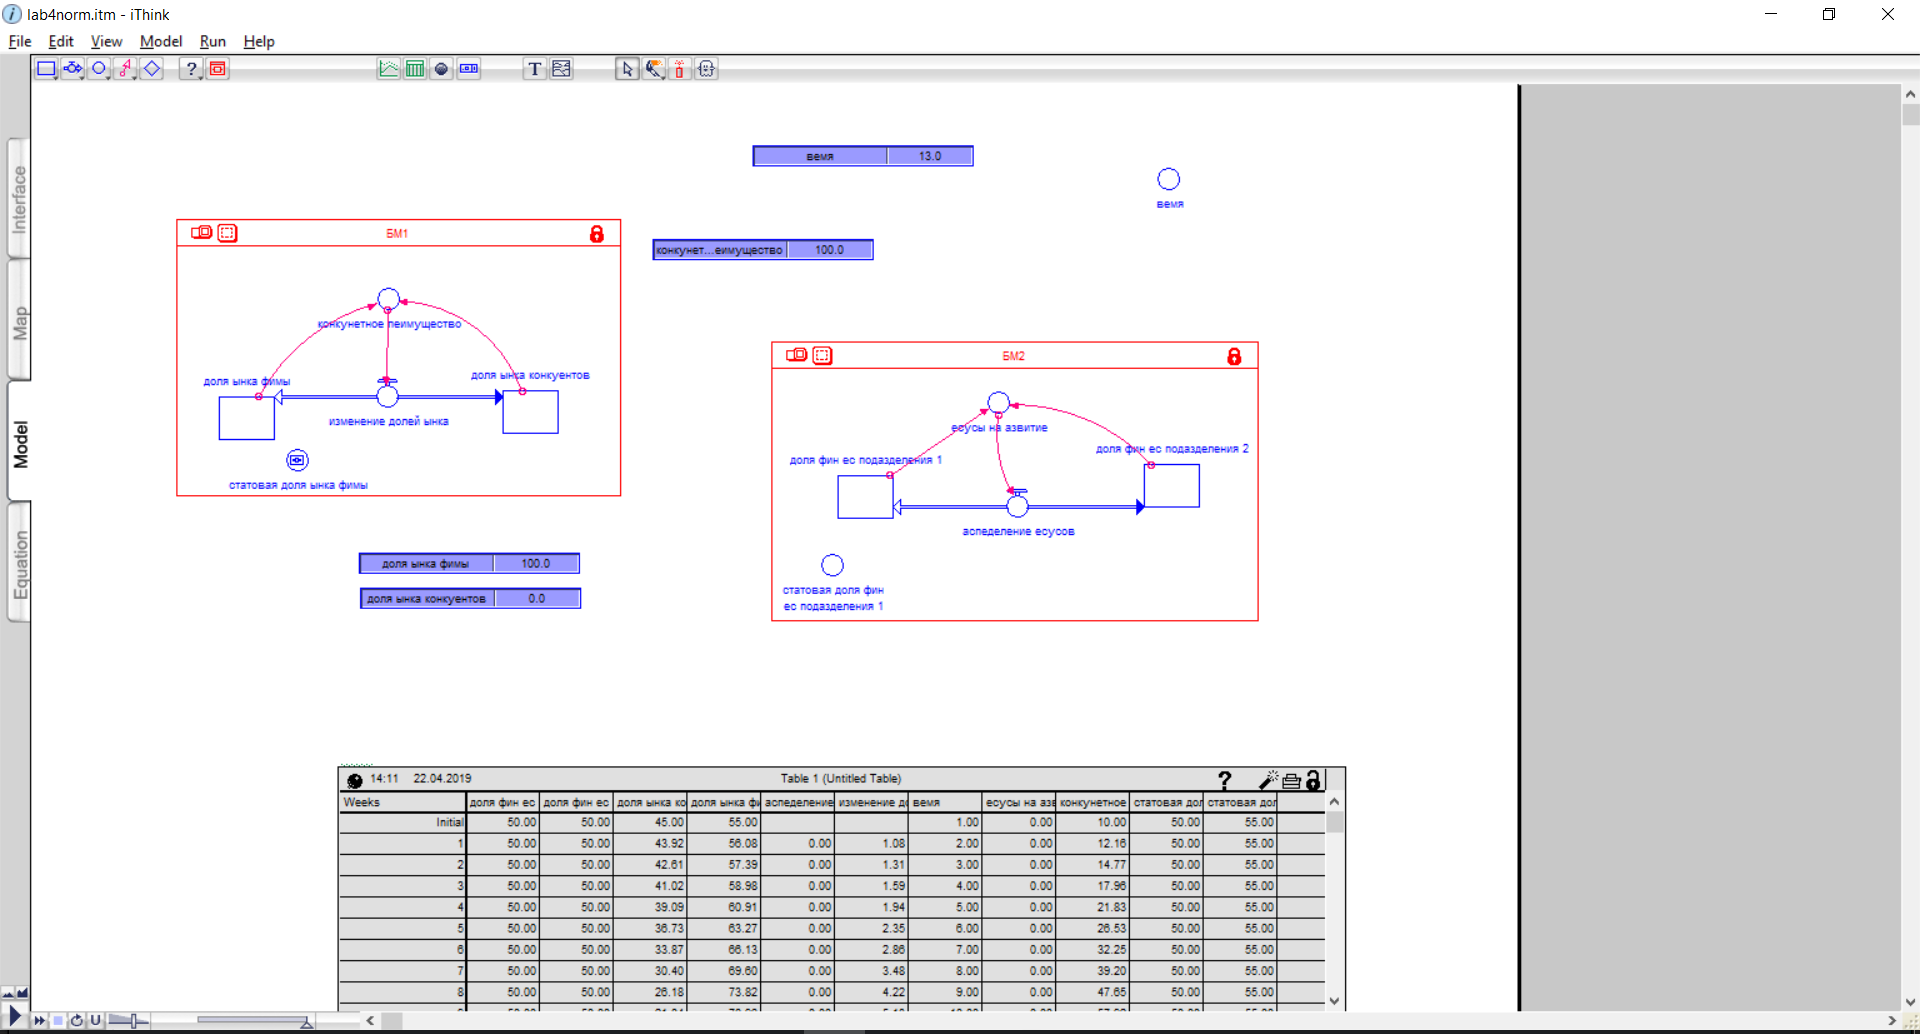 lab4norm.itm - iThink
File Edit View Model Run Help
Interface
Map
Model
Equation
вемя 13.0
вемя
БМ1
конкунет...еимущество 100.0
конкунетное пеимущество
доля ынка фимы
доля ынка конкуентов
изменение долей ынка
статовая доля ынка фимы
БМ2
есусы на азвитие
доля фин ес подазделения 1
доля фин ес подазделения 2
аспеделение есусов
статовая доля фин
ес подазделения 1
доля ынка фимы 100.0
доля ынка конкуентов 0.0
14:11 22.04.2019 Table 1 (Untitled Table)
Weeks доля фин ес доля фин ес доля ынка ко доля ынка фи аспеделение изменение до вемя есусы на азв конкунетное статовая дол статовая дол
Initial 50.00 50.00 45.00 55.00 1.00 0.00 10.00 50.00 55.00
1 50.00 50.00 43.92 56.08 0.00 1.08 2.00 0.00 12.16 50.00 55.00
2 50.00 50.00 42.61 57.39 0.00 1.31 3.00 0.00 14.77 50.00 55.00
3 50.00 50.00 41.02 58.98 0.00 1.59 4.00 0.00 17.96 50.00 55.00
4 50.00 50.00 39.09 60.91 0.00 1.94 5.00 0.00 21.83 50.00 55.00
5 50.00 50.00 36.73 63.27 0.00 2.35 6.00 0.00 26.53 50.00 55.00
6 50.00 50.00 33.87 66.13 0.00 2.86 7.00 0.00 32.25 50.00 55.00
7 50.00 50.00 30.40 69.60 0.00 3.48 8.00 0.00 39.20 50.00 55.00
8 50.00 50.00 26.18 73.82 0.00 4.22 9.00 0.00 47.65 50.00 55.00